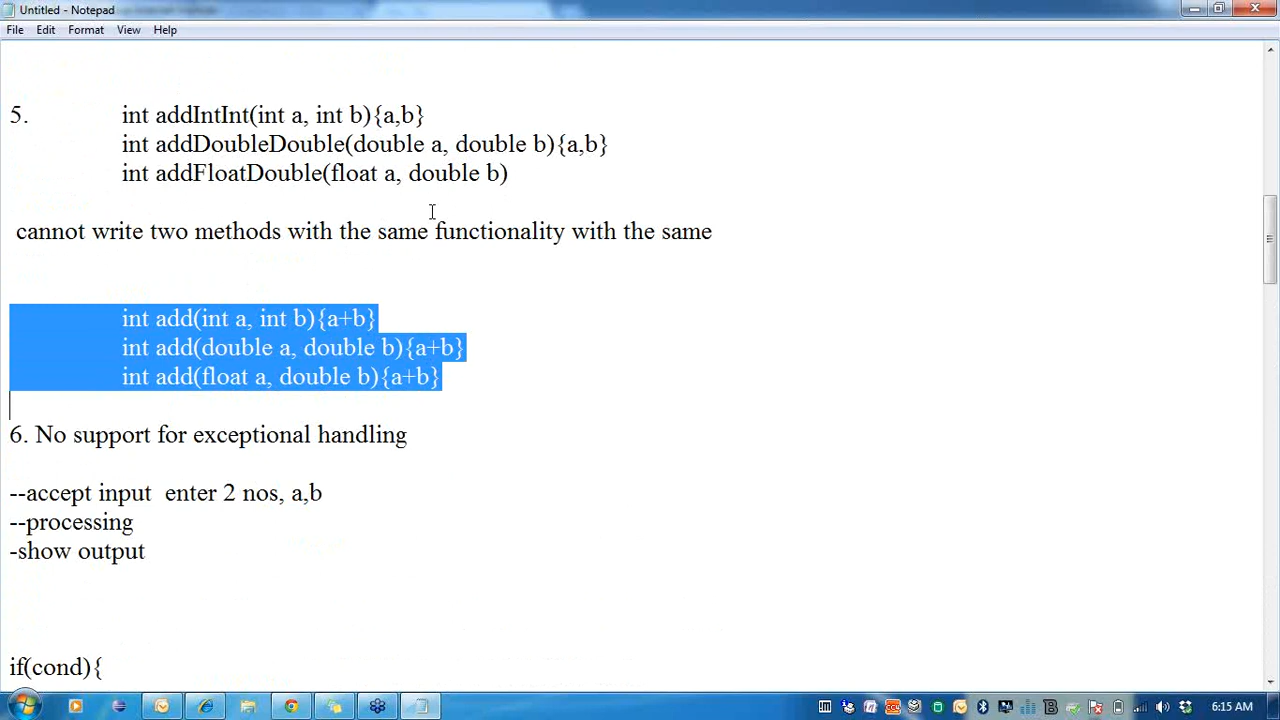 Untitled - Notepad
File Edit Format View Help
5. int addIntInt(int a, int b){a,b}
int addDoubleDouble(double a, double b){a,b}
int addFloatDouble(float a, double b)
cannot write two methods with the same functionality with the same
int add(int a, int b){a+b}
int add(double a, double b){a+b}
int add(float a, double b){a+b}
6. No support for exceptional handling
--accept input  enter 2 nos, a,b
--processing
-show output
if(cond){
6:15 AM